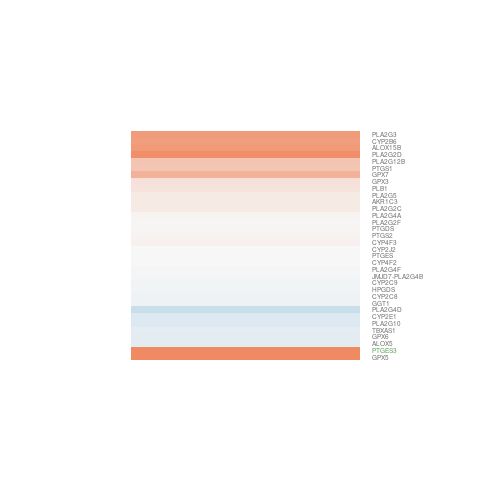 PLA2G3
CYP2B6
ALOX15B
PLA2G2D
PLA2G12B
PTGS1
GPX7
GPX3
PLB1
PLA2G5
AKR1C3
PLA2G2C
PLA2G4A
PLA2G2F
PTGDS
PTGS2
CYP4F3
CYP2J2
PTGES
CYP4F2
PLA2G4F
JMJD7-PLA2G4B
CYP2C9
HPGDS
CYP2C8
GGT1
PLA2G4D
CYP2E1
PLA2G10
TBXAS1
GPX6
ALOX5
PTGES3
GPX5